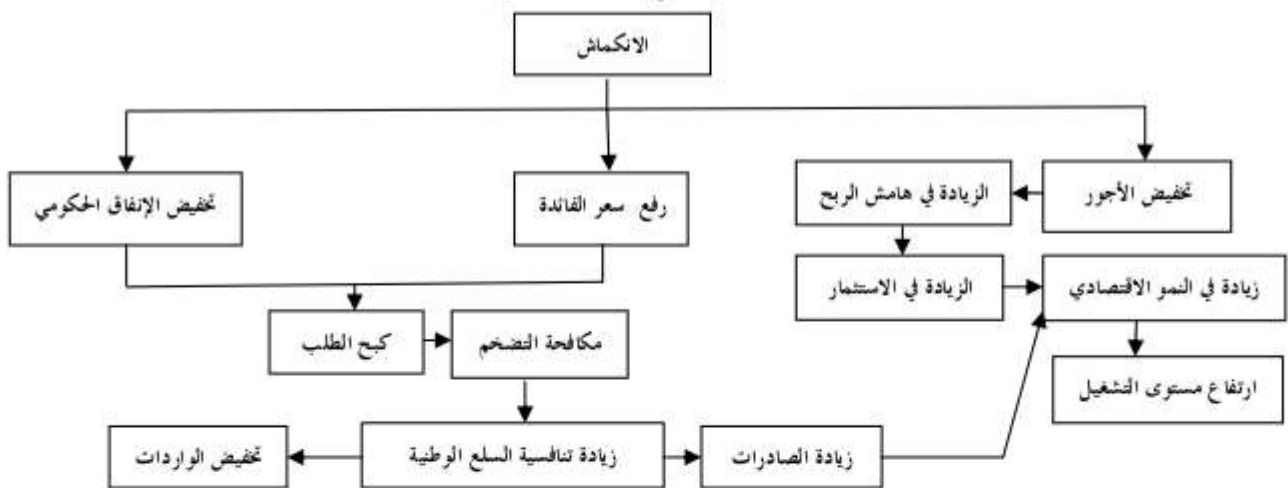 الانكماش
تخفيض الأجور
الزيادة في هامش الربح
رفع سعر الفائدة
تخفيض الإنفاق الحكومي
زيادة في النمو الاقتصادي
الزيادة في الاستثمار
مكافحة التضخم
كبح الطلب
ارتفاع مستوى التشغيل
زيادة الصادرات
زيادة تنافسية السلع الوطنية
تخفيض الواردات